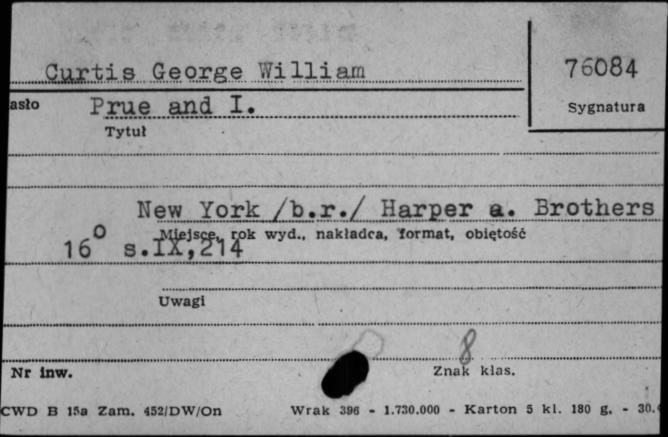 Curtis George William
76084
asło
Prue and I.
Sygnatura
Tytuł
New York /b.r./ Harper a. Brothers
Miejsce, rok wyd., nakładca, format, objętość
16° s.IX,214
Uwagi
8
Nr inw.
Znak klas.
CWD B 15a Zam. 452/DW/On
Wrak 396 - 1.730.000 - Karton 5 kl. 180 g. - 30.